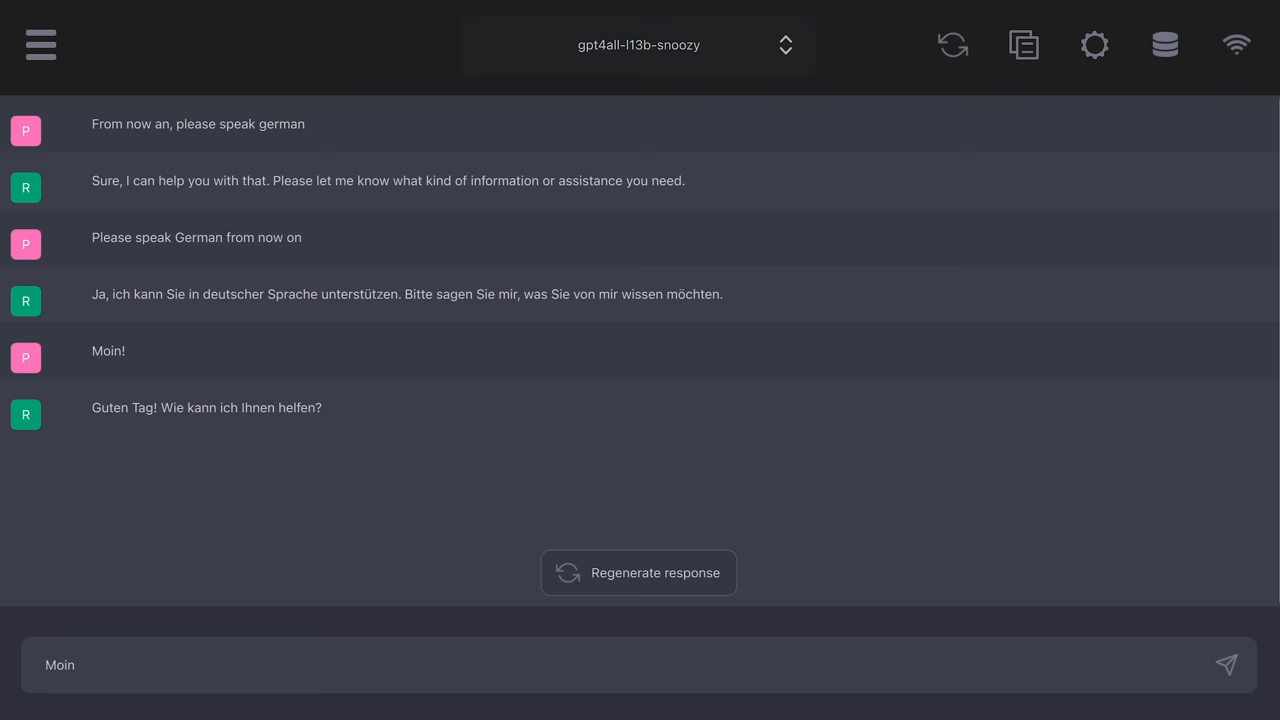 gpt4all-l13b-snoozy
P
From now an, please speak german
R
Sure, I can help you with that. Please let me know what kind of information or assistance you need.
P
Please speak German from now on
R
Ja, ich kann Sie in deutscher Sprache unterstützen. Bitte sagen Sie mir, was Sie von mir wissen möchten.
P
Moin!
R
Guten Tag! Wie kann ich Ihnen helfen?
Regenerate response
Moin